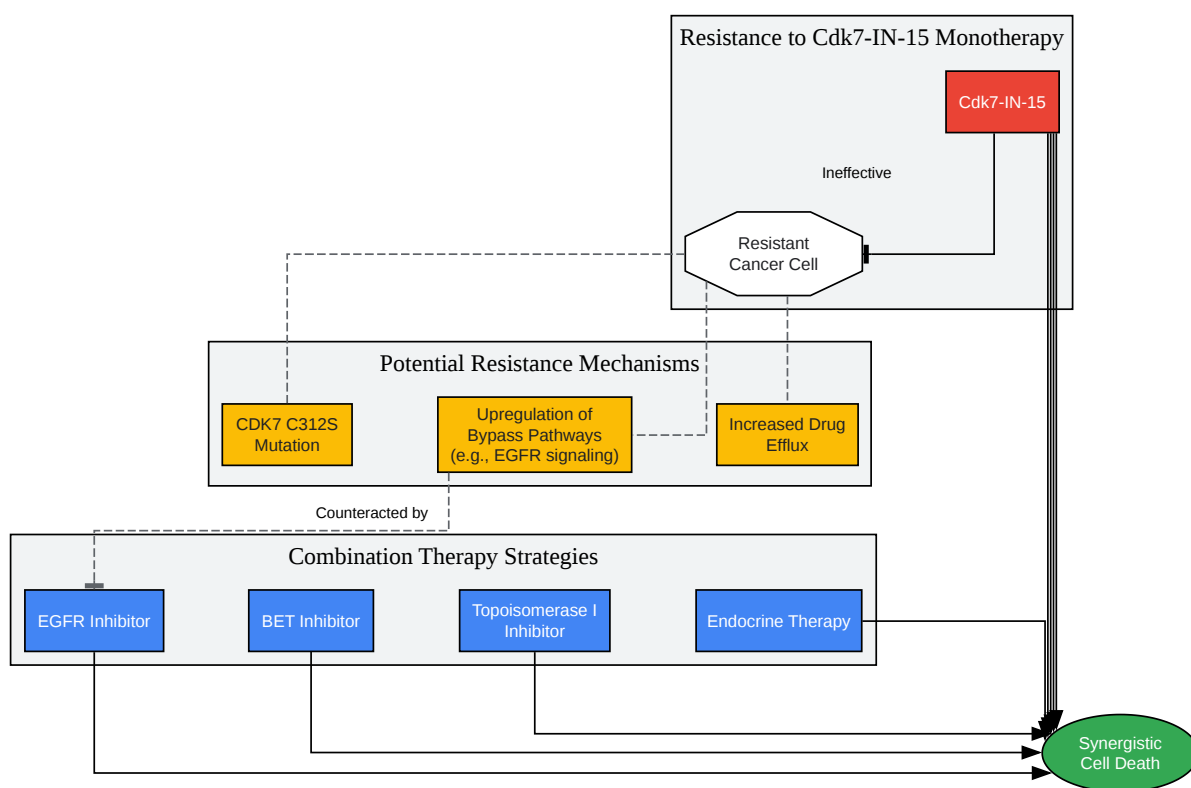 Resistance to Cdk7-IN-15 Monotherapy
Cdk7-IN-15
Ineffective
Resistant
Cancer Cell
Potential Resistance Mechanisms
CDK7 C312S
Mutation
Upregulation of
Bypass Pathways
(e.g., EGFR signaling)
Increased Drug
Efflux
Counteracted by
Combination Therapy Strategies
EGFR Inhibitor
BET Inhibitor
Topoisomerase I
Inhibitor
Endocrine Therapy
Synergistic
Cell Death